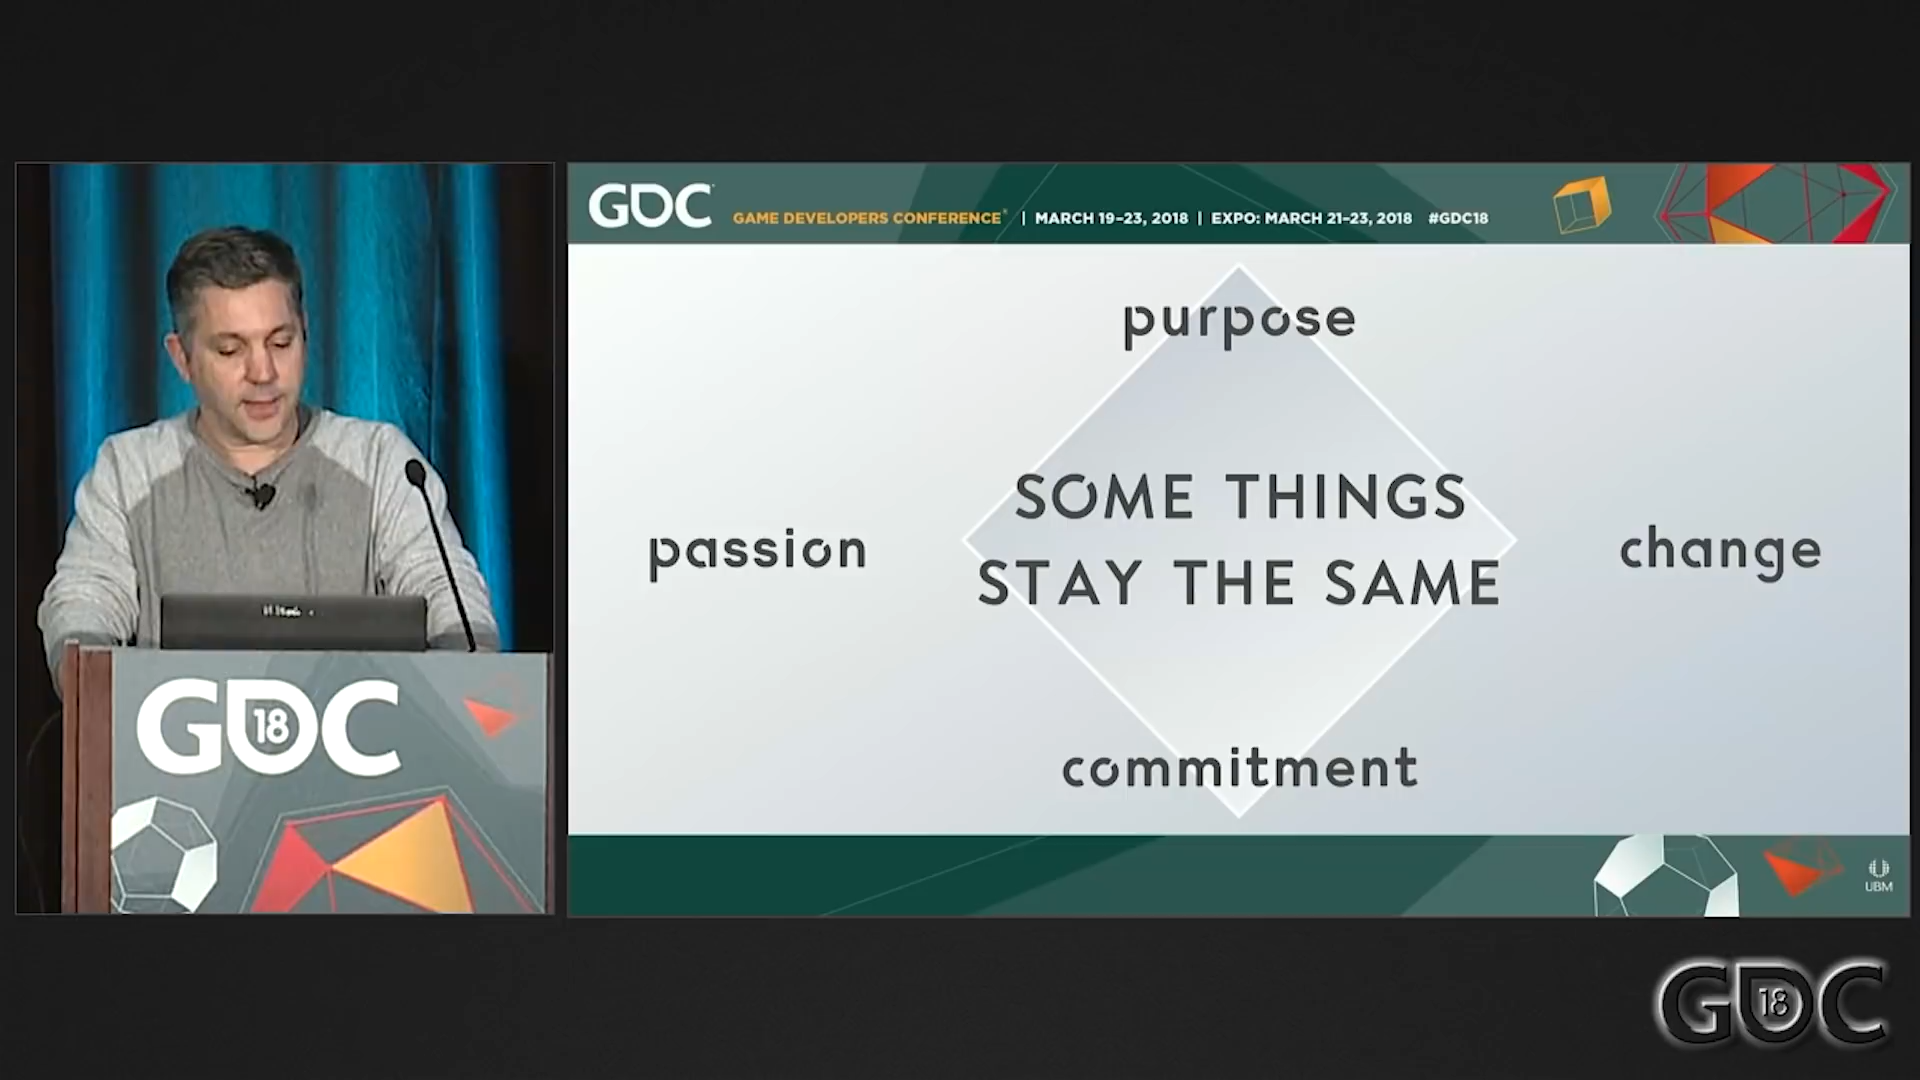 GDC
GAME DEVELOPERS CONFERENCE® | MARCH 19–23, 2018 | EXPO: MARCH 21–23, 2018 #GDC18
purpose
SOME THINGS
STAY THE SAME
passion
change
commitment
UBM
GDC
18
GDC
18